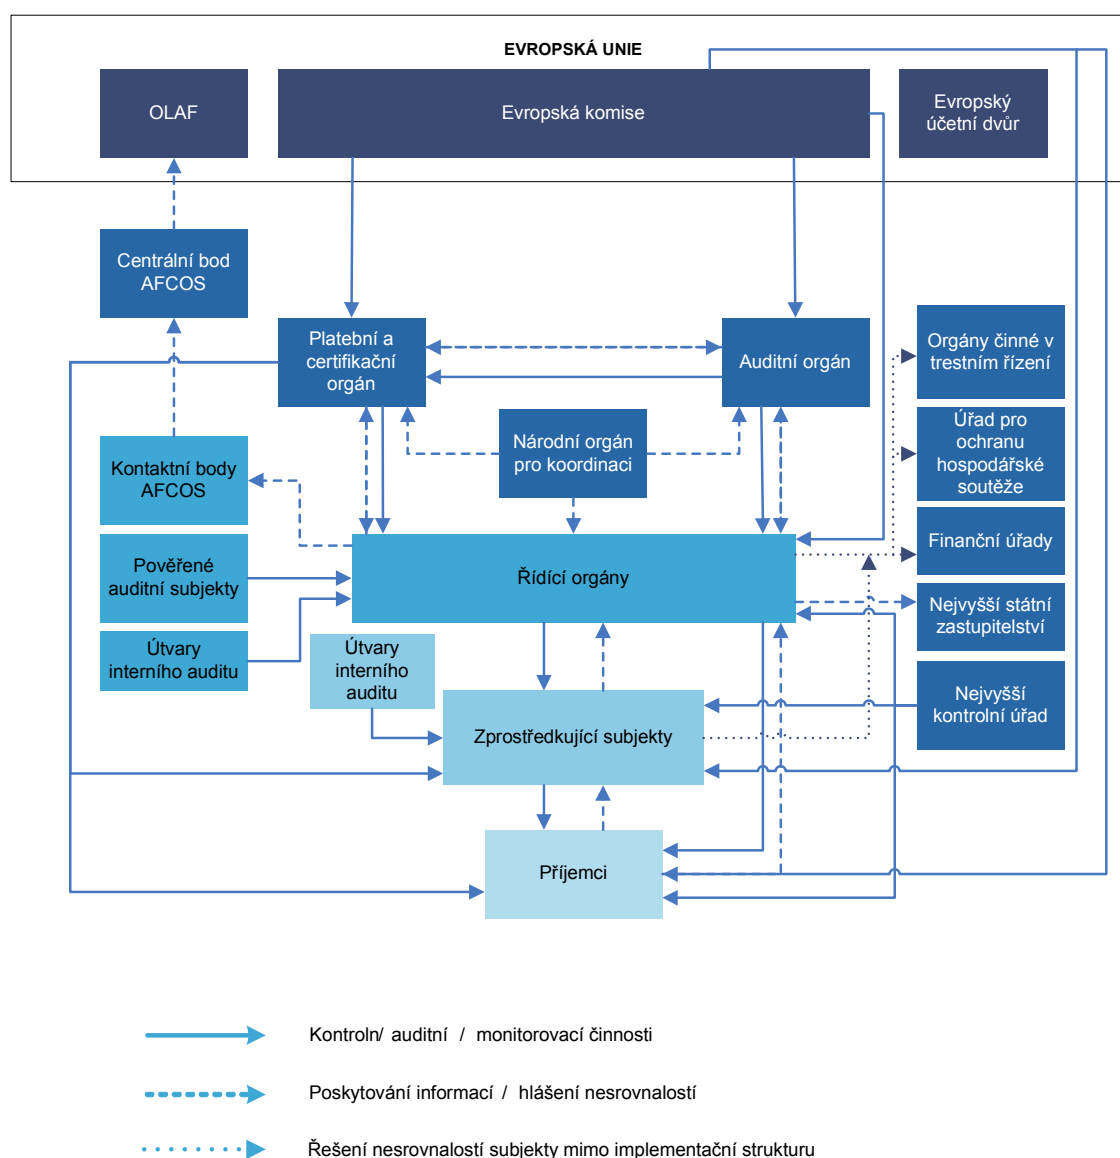 EVROPSKÁ UNIE
OLAF
Evropská komise
Evropský
účetní dvůr
Centrální bod
AFCOS
Platební a
certifikační
orgán
Auditní orgán
Orgány činné v
trestním řízení
Národní orgán
pro koordinaci
Úřad pro
ochranu
hospodářské
soutěže
Kontaktní body
AFCOS
Pověřené
auditní subjekty
Řídící orgány
Finanční úřady
Nejvyšší státní
zastupitelství
Útvary
interního auditu
Útvary
interního
auditu
Nejvyšší
kontrolní úřad
Zprostředkující subjekty
Příjemci
Kontroln/ auditní / monitorovací činnosti
Poskytování informací / hlášení nesrovnalostí
Řešení nesrovnalostí subjekty mimo implementační strukturu